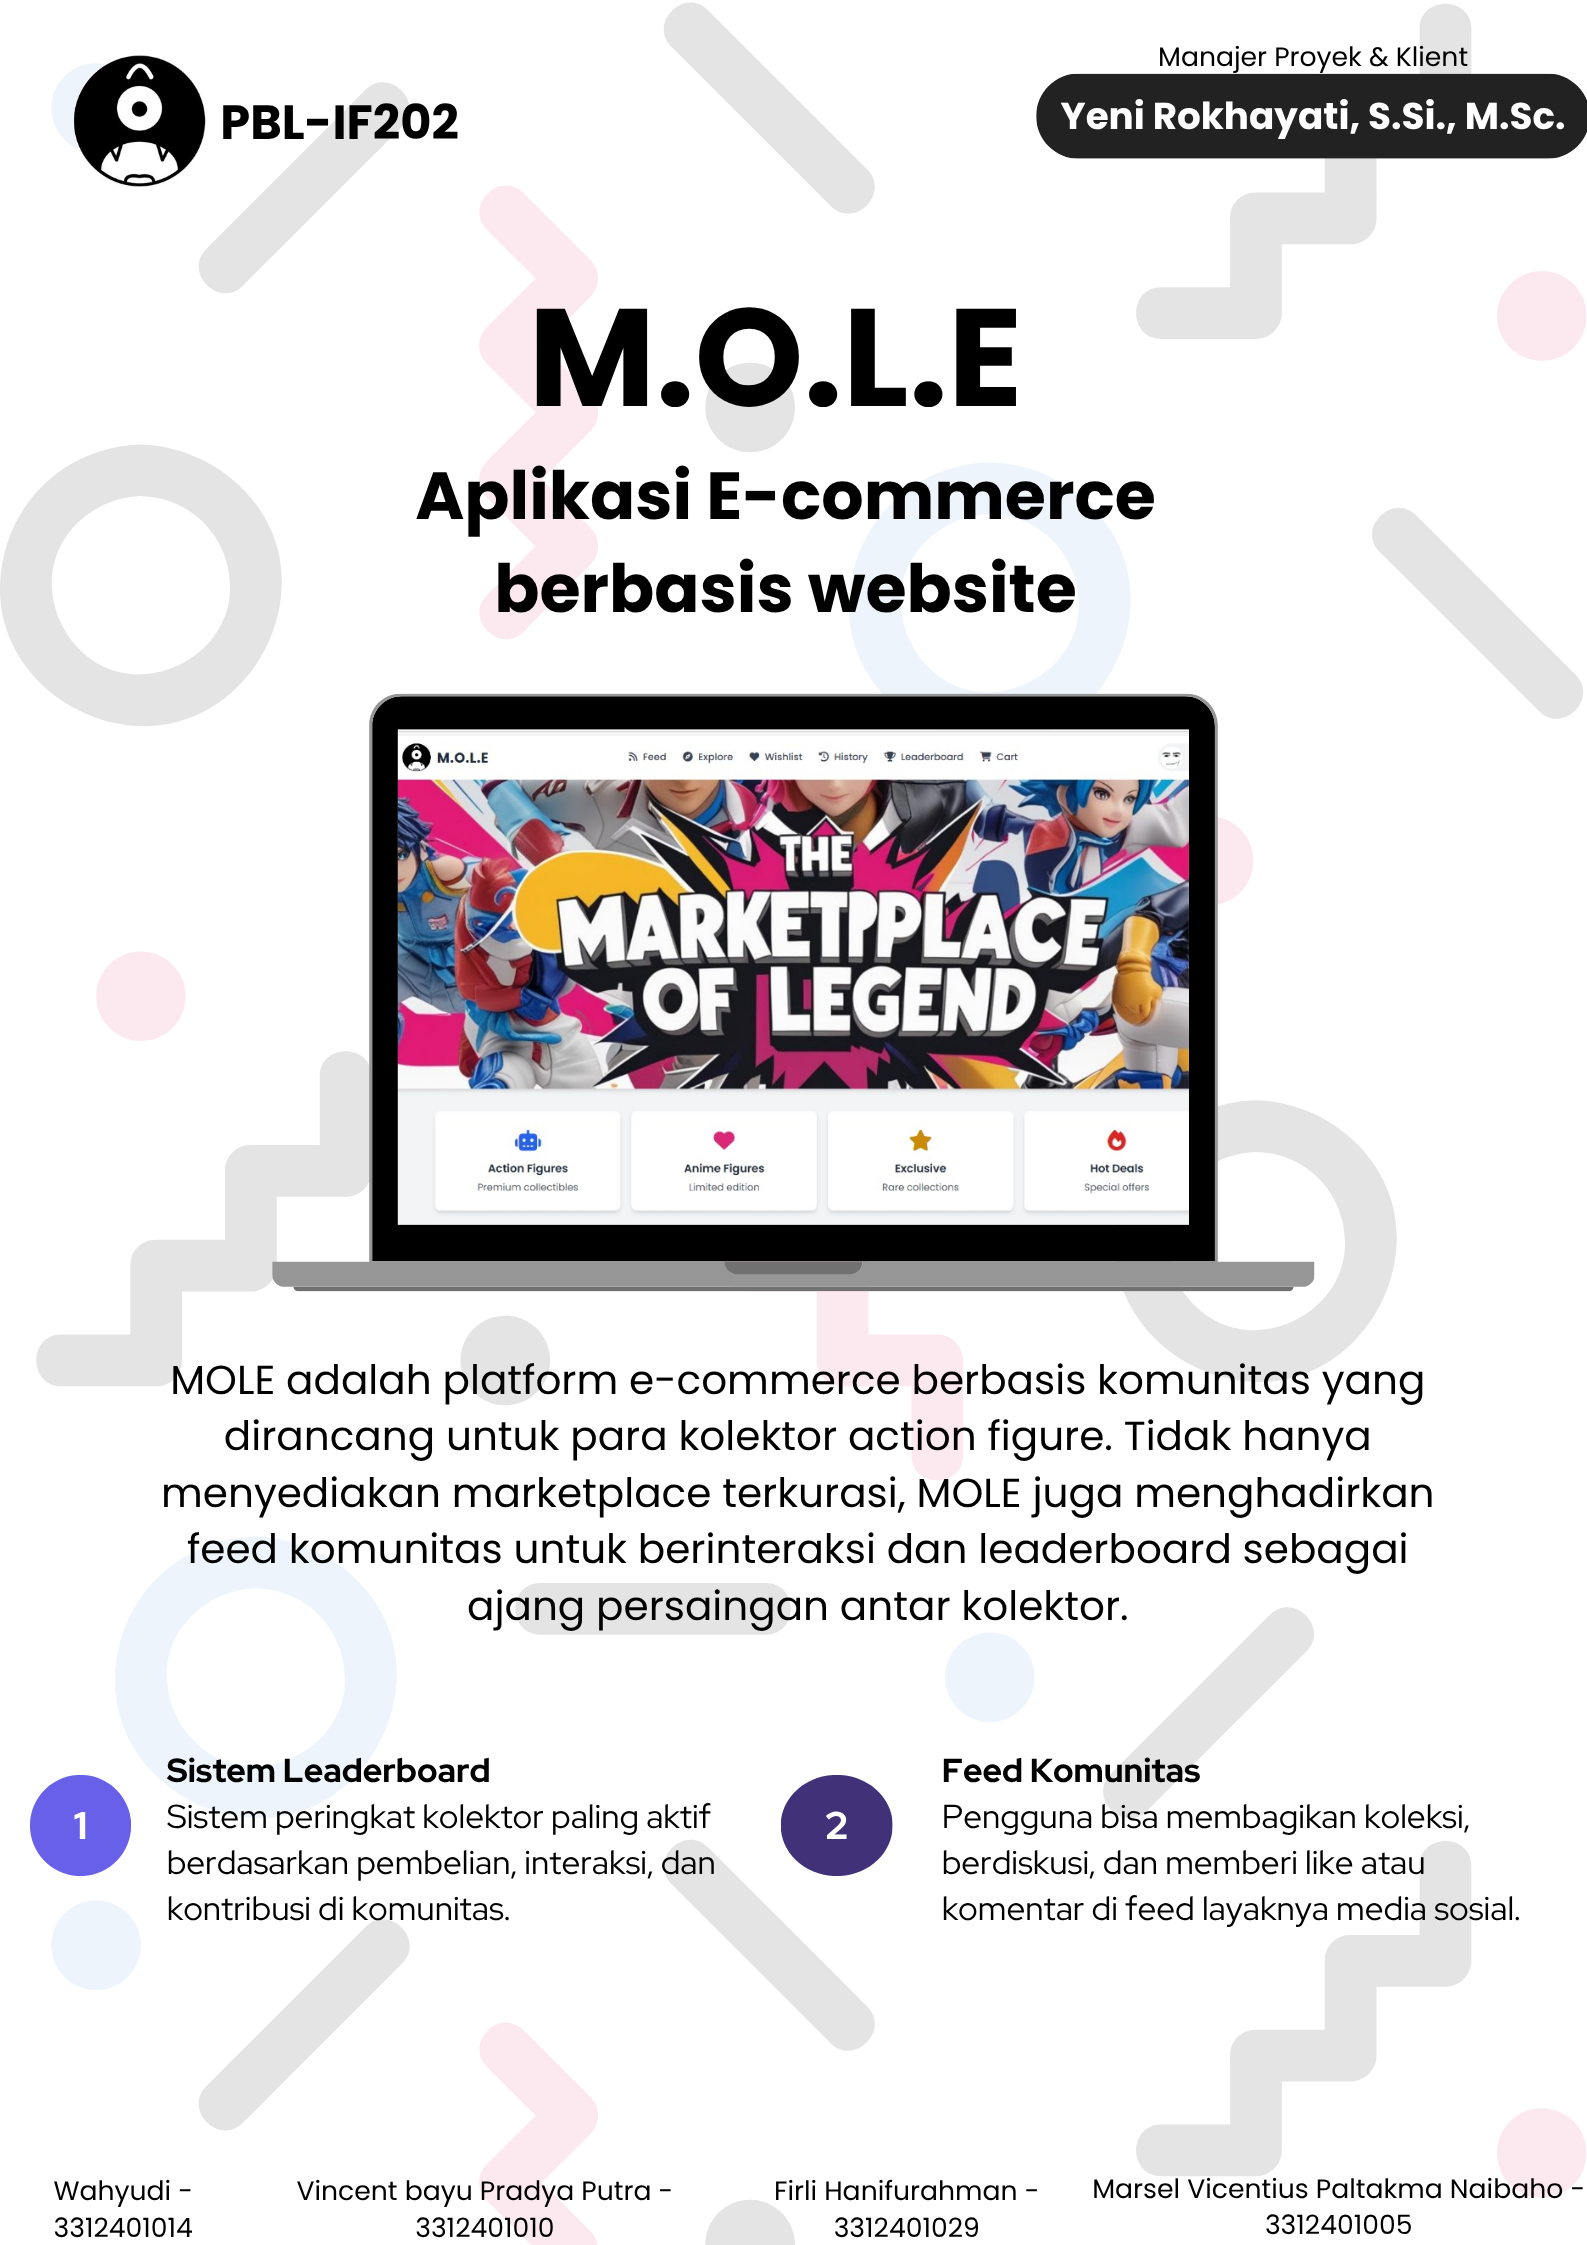 PBL-IF202
Manajer Proyek & Klient
Yeni Rokhayati, S.Si., M.Sc.
M.O.L.E
Aplikasi E-commerce
berbasis website
M.O.L.E
Feed Explore Wishlist History Leaderboard Cart
THE
MARKETPPLACE
OF LEGEND
Action Figures
Premium collectibles
Anime Figures
Limited edition
Exclusive
Rare collections
Hot Deals
Special offers
MOLE adalah platform e-commerce berbasis komunitas yang
dirancang untuk para kolektor action figure. Tidak hanya
menyediakan marketplace terkurasi, MOLE juga menghadirkan
feed komunitas untuk berinteraksi dan leaderboard sebagai
ajang persaingan antar kolektor.
1
Sistem Leaderboard
Sistem peringkat kolektor paling aktif
berdasarkan pembelian, interaksi, dan
kontribusi di komunitas.
2
Feed Komunitas
Pengguna bisa membagikan koleksi,
berdiskusi, dan memberi like atau
komentar di feed layaknya media sosial.
Wahyudi -
3312401014
Vincent bayu Pradya Putra -
3312401010
Firli Hanifurahman -
3312401029
Marsel Vicentius Paltakma Naibaho -
3312401005